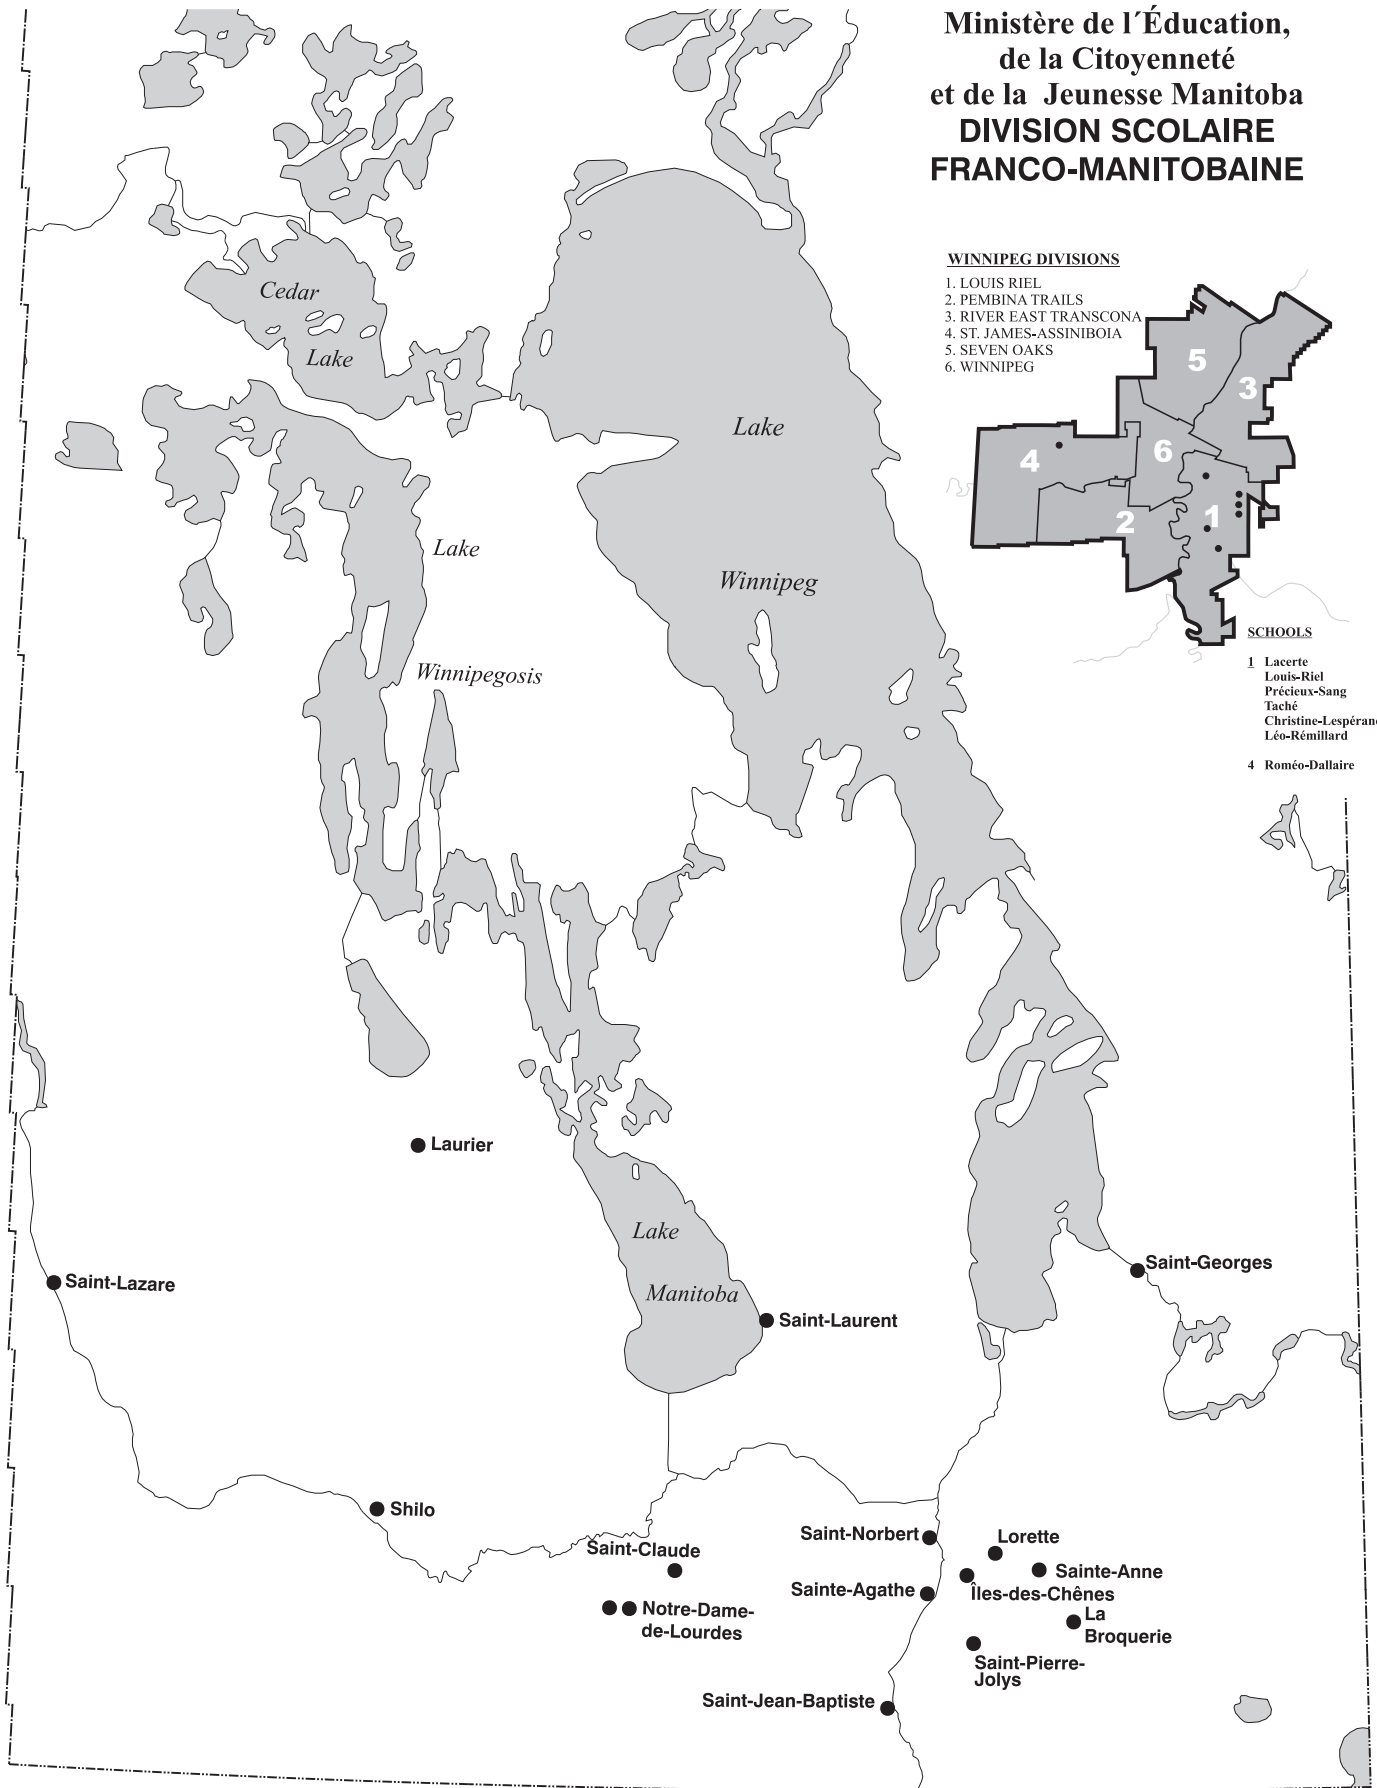 Ministère de l´Éducation,
de la Citoyenneté
et de la Jeunesse Manitoba
DIVISION SCOLAIRE
FRANCO-MANITOBAINE
WINNIPEG DIVISIONS
1. LOUIS RIEL
2. PEMBINA TRAILS
3. RIVER EAST TRANSCONA
4. ST. JAMES-ASSINIBOIA
5. SEVEN OAKS
6. WINNIPEG
5
3
6
4
1
2
SCHOOLS
1 Lacerte
Louis-Riel
Précieux-Sang
Taché
Christine-Lespéranc
Léo-Rémillard
4 Roméo-Dallaire
Cedar
Lake
Lake
Winnipeg
Lake
Winnipegosis
Laurier
Lake
Manitoba
Saint-Lazare
Saint-Georges
Saint-Laurent
Shilo
Saint-Claude
Notre-Dame-
de-Lourdes
Saint-Norbert
Lorette
Sainte-Anne
Sainte-Agathe
Îles-des-Chênes
La
Broquerie
Saint-Pierre-
Jolys
Saint-Jean-Baptiste